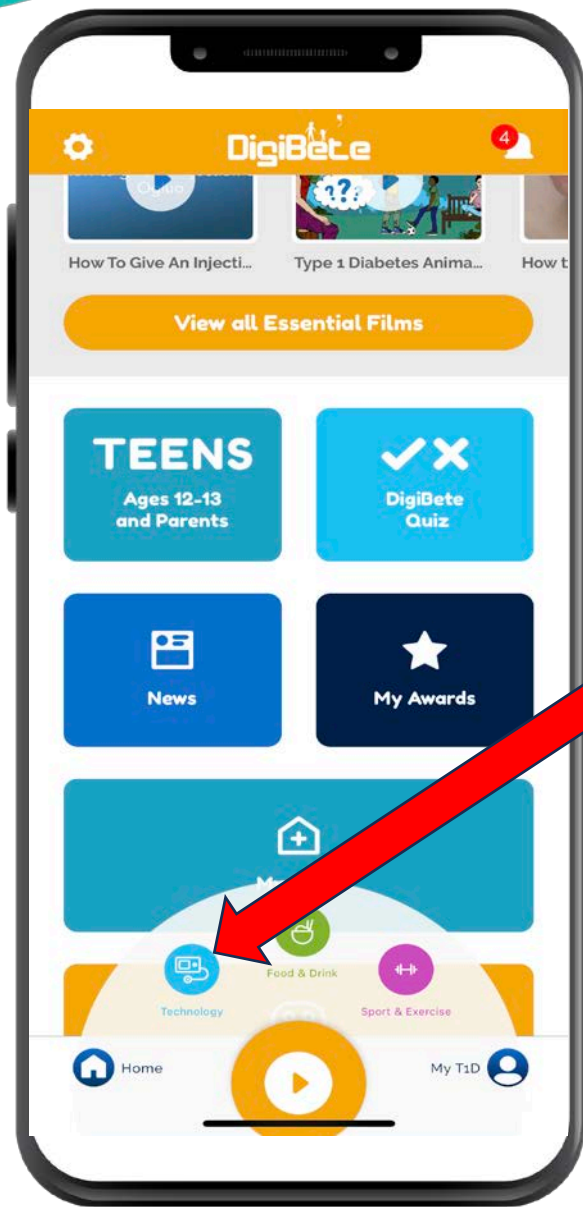 DigiBete
4
How To Give An Injecti...
Type 1 Diabetes Anima...
How t
View all Essential Films
TEENS
Ages 12-13
and Parents
DigiBete
Quiz
News
My Awards
Food & Drink
Technology
Sport & Exercise
Home
My T1D